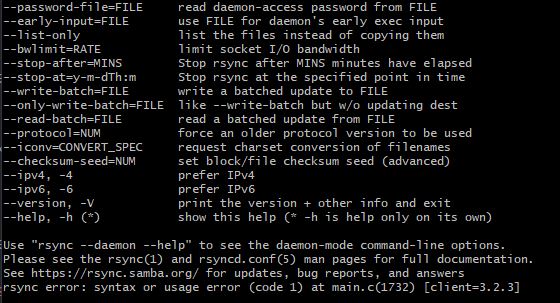 --password-file=FILE     read daemon-access password from FILE
--early-input=FILE       use FILE for daemon's early exec input
--list-only              list the files instead of copying them
--bwlimit=RATE           limit socket I/O bandwidth
--stop-after=MINS        Stop rsync after MINS minutes have elapsed
--stop-at=y-m-dTh:m      Stop rsync at the specified point in time
--write-batch=FILE       write a batched update to FILE
--only-write-batch=FILE  like --write-batch but w/o updating dest
--read-batch=FILE        read a batched update from FILE
--protocol=NUM           force an older protocol version to be used
--iconv=CONVERT_SPEC     request charset conversion of filenames
--checksum-seed=NUM      set block/file checksum seed (advanced)
--ipv4, -4               prefer IPv4
--ipv6, -6               prefer IPv6
--version, -V            print the version + other info and exit
--help, -h (*)           show this help (* -h is help only on its own)
Use "rsync --daemon --help" to see the daemon-mode command-line options.
Please see the rsync(1) and rsyncd.conf(5) man pages for full documentation.
See https://rsync.samba.org/ for updates, bug reports, and answers
rsync error: syntax or usage error (code 1) at main.c(1732) [client=3.2.3]